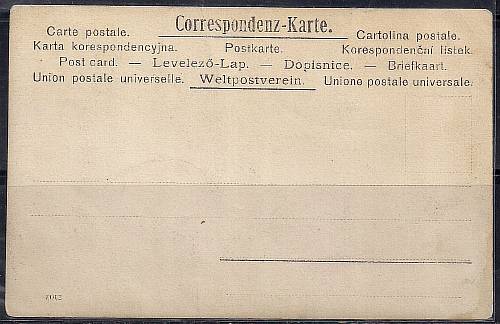 Correspondenz-Karte.
Carte postale. Cartolina postale.
Karta korespondencyjna. Postkarte. Korespondenční lístek.
Post card. — Levelező-Lap. — Dopisnice. — Briefkaart.
Union postale universelle. Weltpostverein. Unione postale universale.